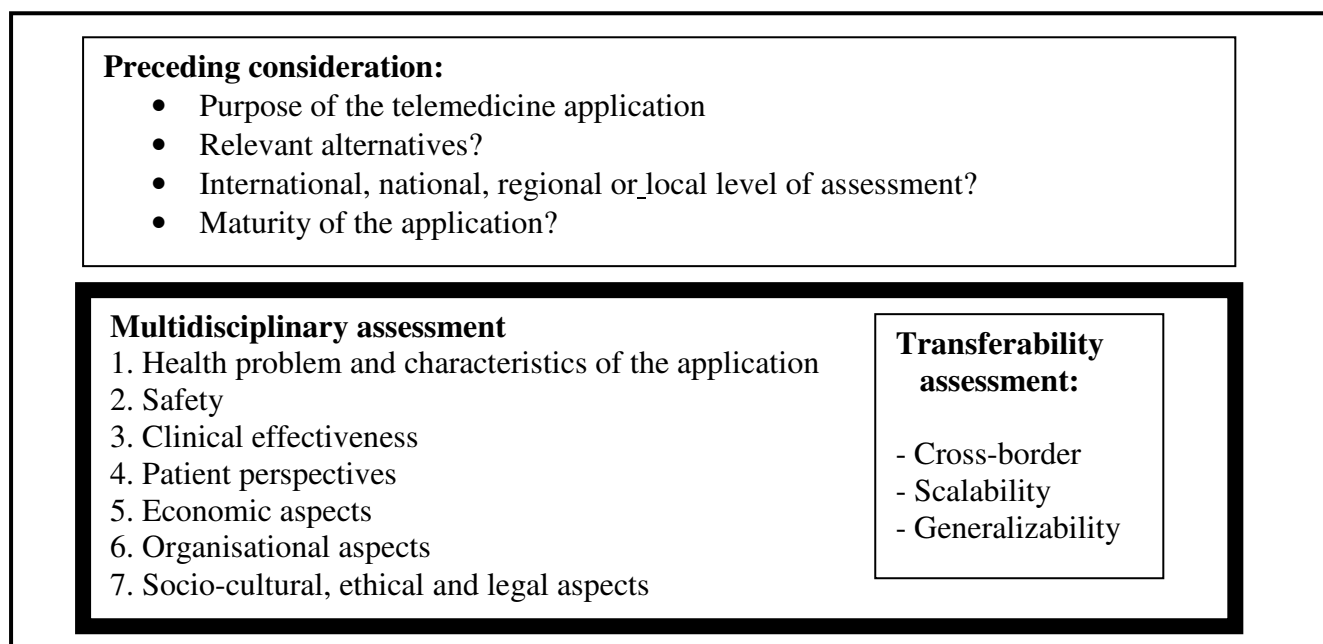 Preceding consideration:
• Purpose of the telemedicine application
• Relevant alternatives?
• International, national, regional or local level of assessment?
• Maturity of the application?
Multidisciplinary assessment
1. Health problem and characteristics of the application
2. Safety
3. Clinical effectiveness
4. Patient perspectives
5. Economic aspects
6. Organisational aspects
7. Socio-cultural, ethical and legal aspects
Transferability
assessment:
- Cross-border
- Scalability
- Generalizability